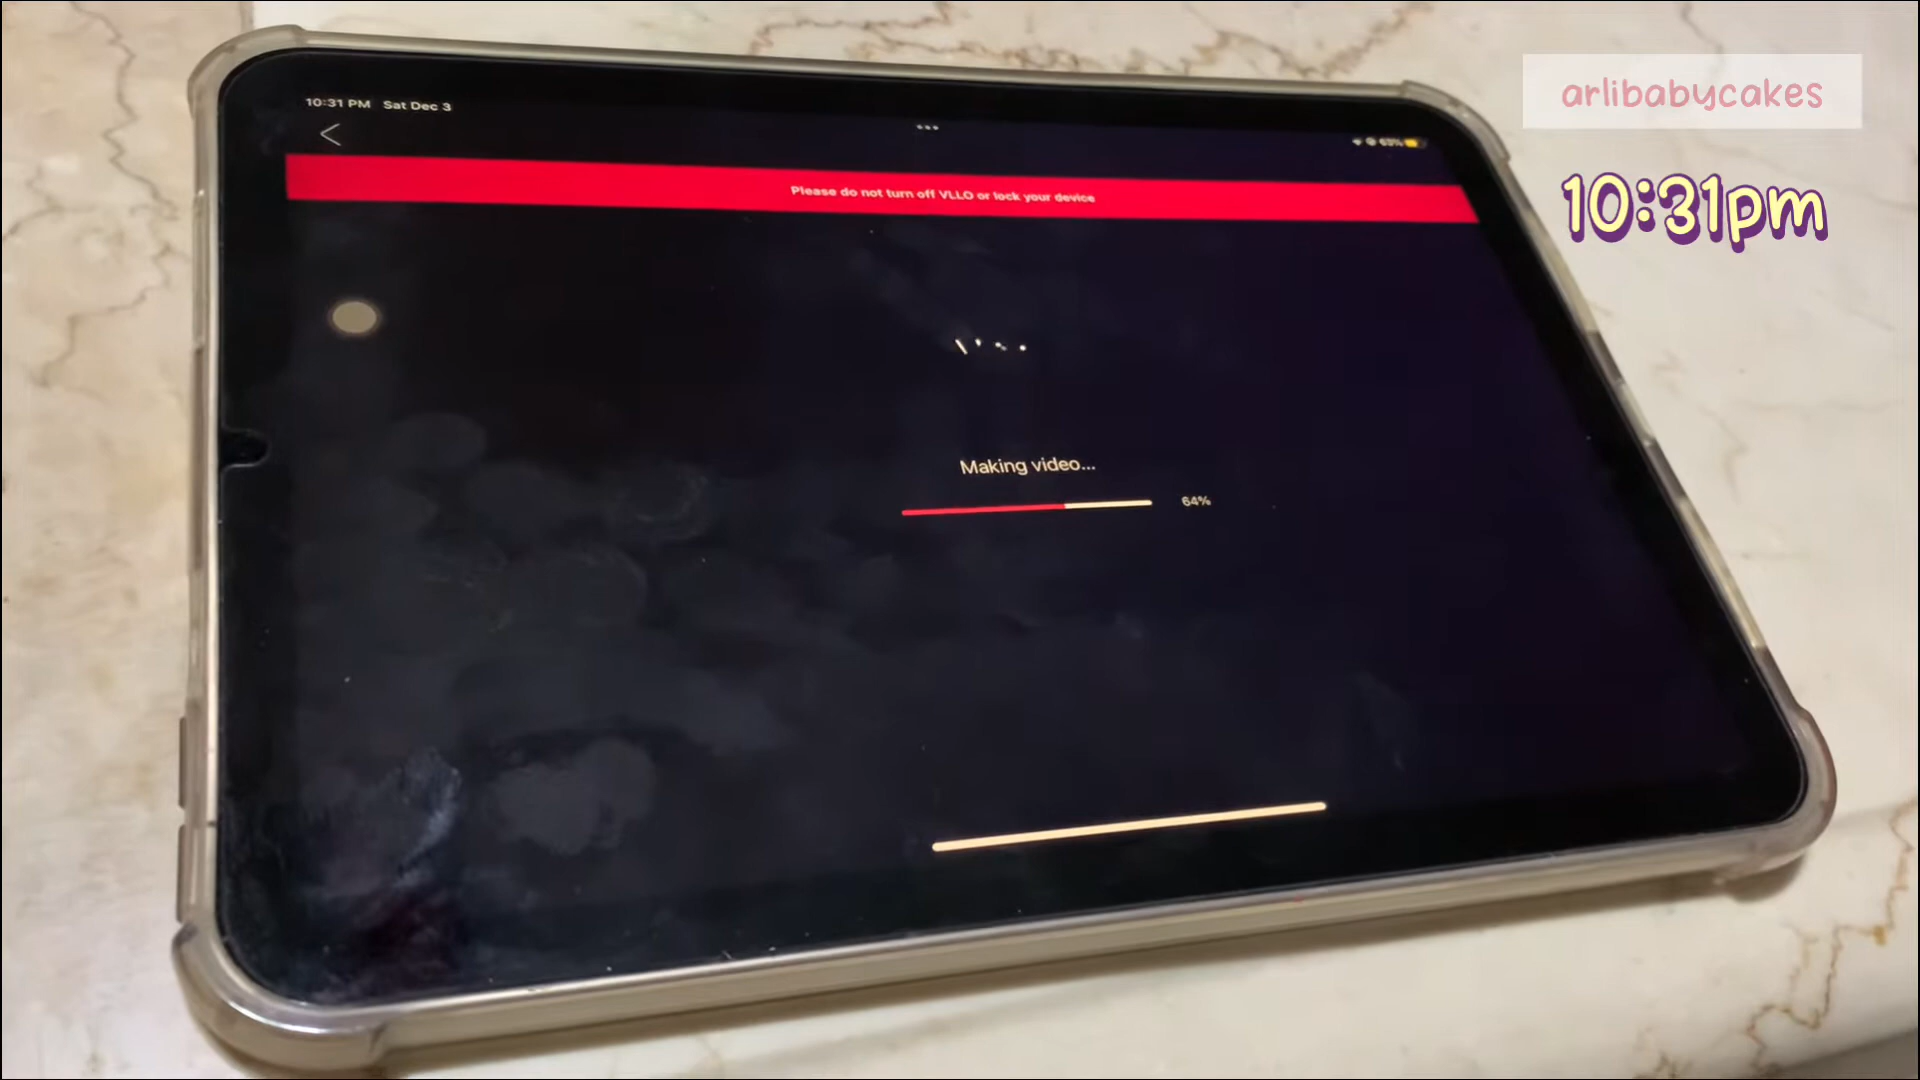 arlibabycakes
10:31pm
10:31 PM Sat Dec 3
63%
Please do not turn off VLLO or lock your device
Making video...
64%